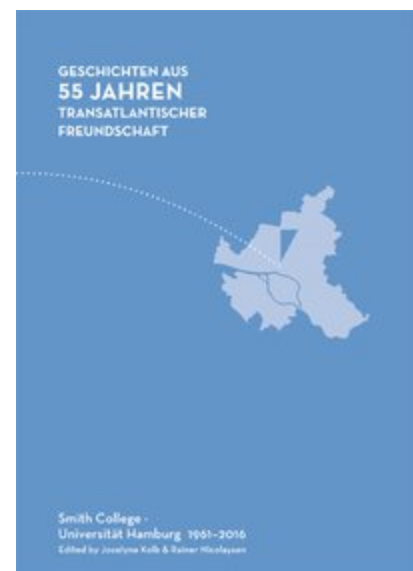 GESCHICHTEN AUS
55 JAHREN
TRANSATLANTISCHER
FREUNDSCHAFT
Smith College -
Universität Hamburg 1961–2016
Edited by Jocelyne Kolb & Rainer Nicolaysen